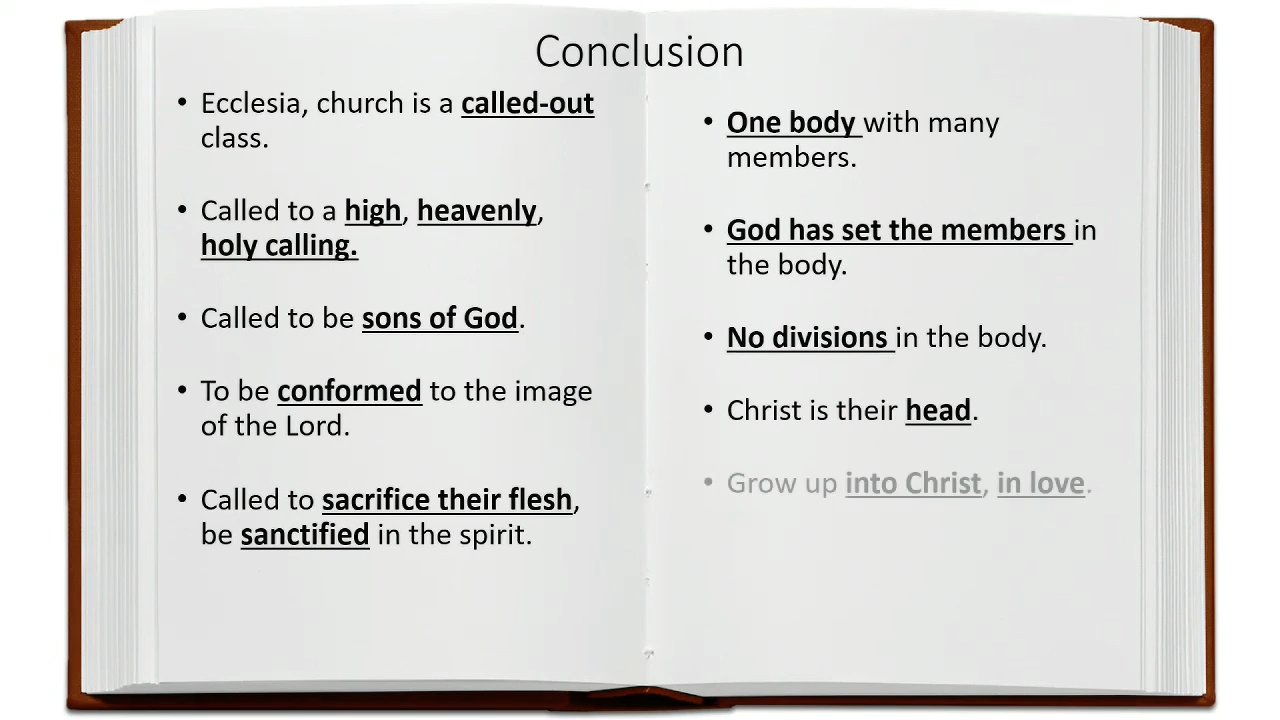 Conclusion
• Ecclesia, church is a called-out
class.
• Called to a high, heavenly,
holy calling.
• Called to be sons of God.
• To be conformed to the image
of the Lord.
• Called to sacrifice their flesh,
be sanctified in the spirit.
• One body with many
members.
• God has set the members in
the body.
• No divisions in the body.
• Christ is their head.
• Grow up into Christ, in love.